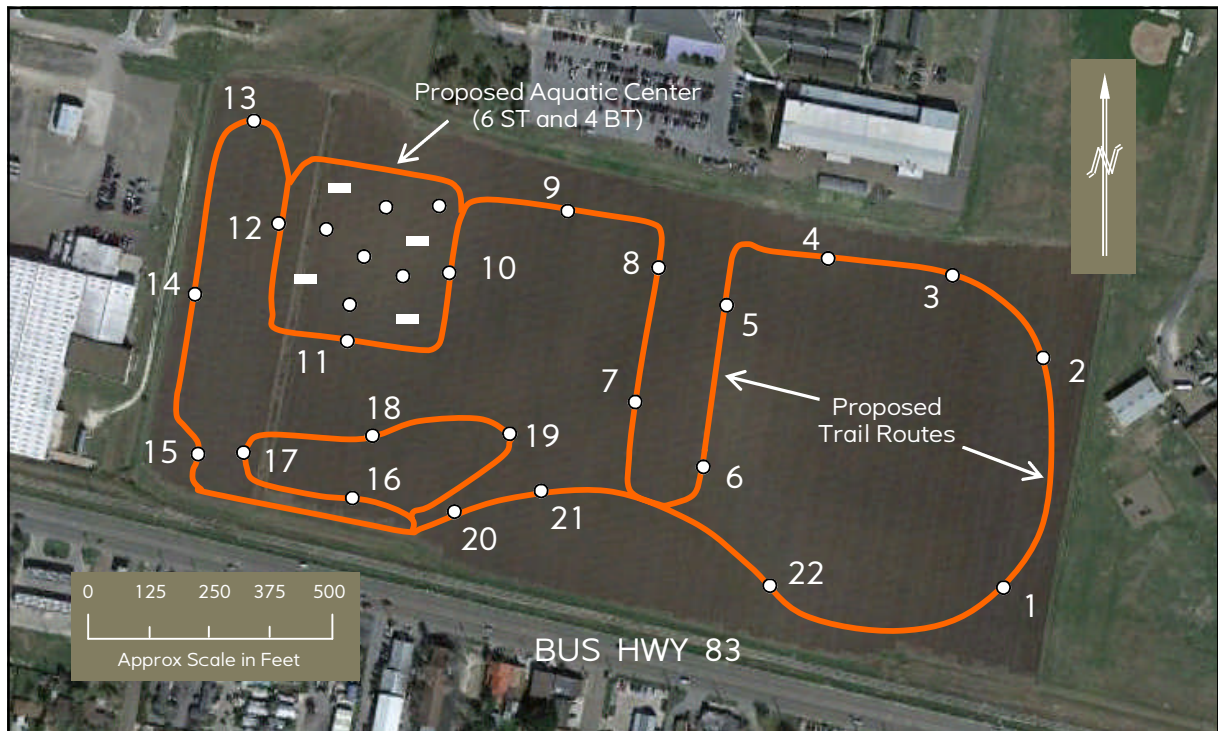 13
Proposed Aquatic Center
(6 ST and 4 BT)
9
12
4
10
8
3
14
5
11
2
7
18
Proposed
Trail Routes
19
15
17
6
16
20
21
22
1
0 125 250 375 500
Approx Scale in Feet
BUS HWY 83
N